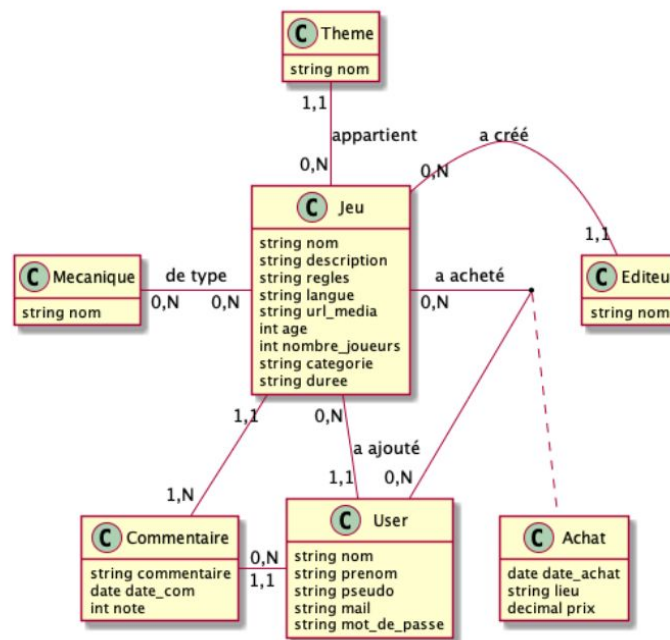 C Theme
string nom
1,1
appartient
a créé
0,N
0,N
C Jeu
string nom
string description
string regles
string langue
string url_media
int age
int nombre_joueurs
string categorie
string duree
C Mecanique
string nom
de type
0,N
0,N
a acheté
0,N
1,1
C Editeu
string nom
1,1
0,N
a ajouté
1,N
1,1
0,N
C Commentaire
string commentaire
date date_com
int note
0,N
1,1
C User
string nom
string prenom
string pseudo
string mail
string mot_de_passe
C Achat
date date_achat
string lieu
decimal prix